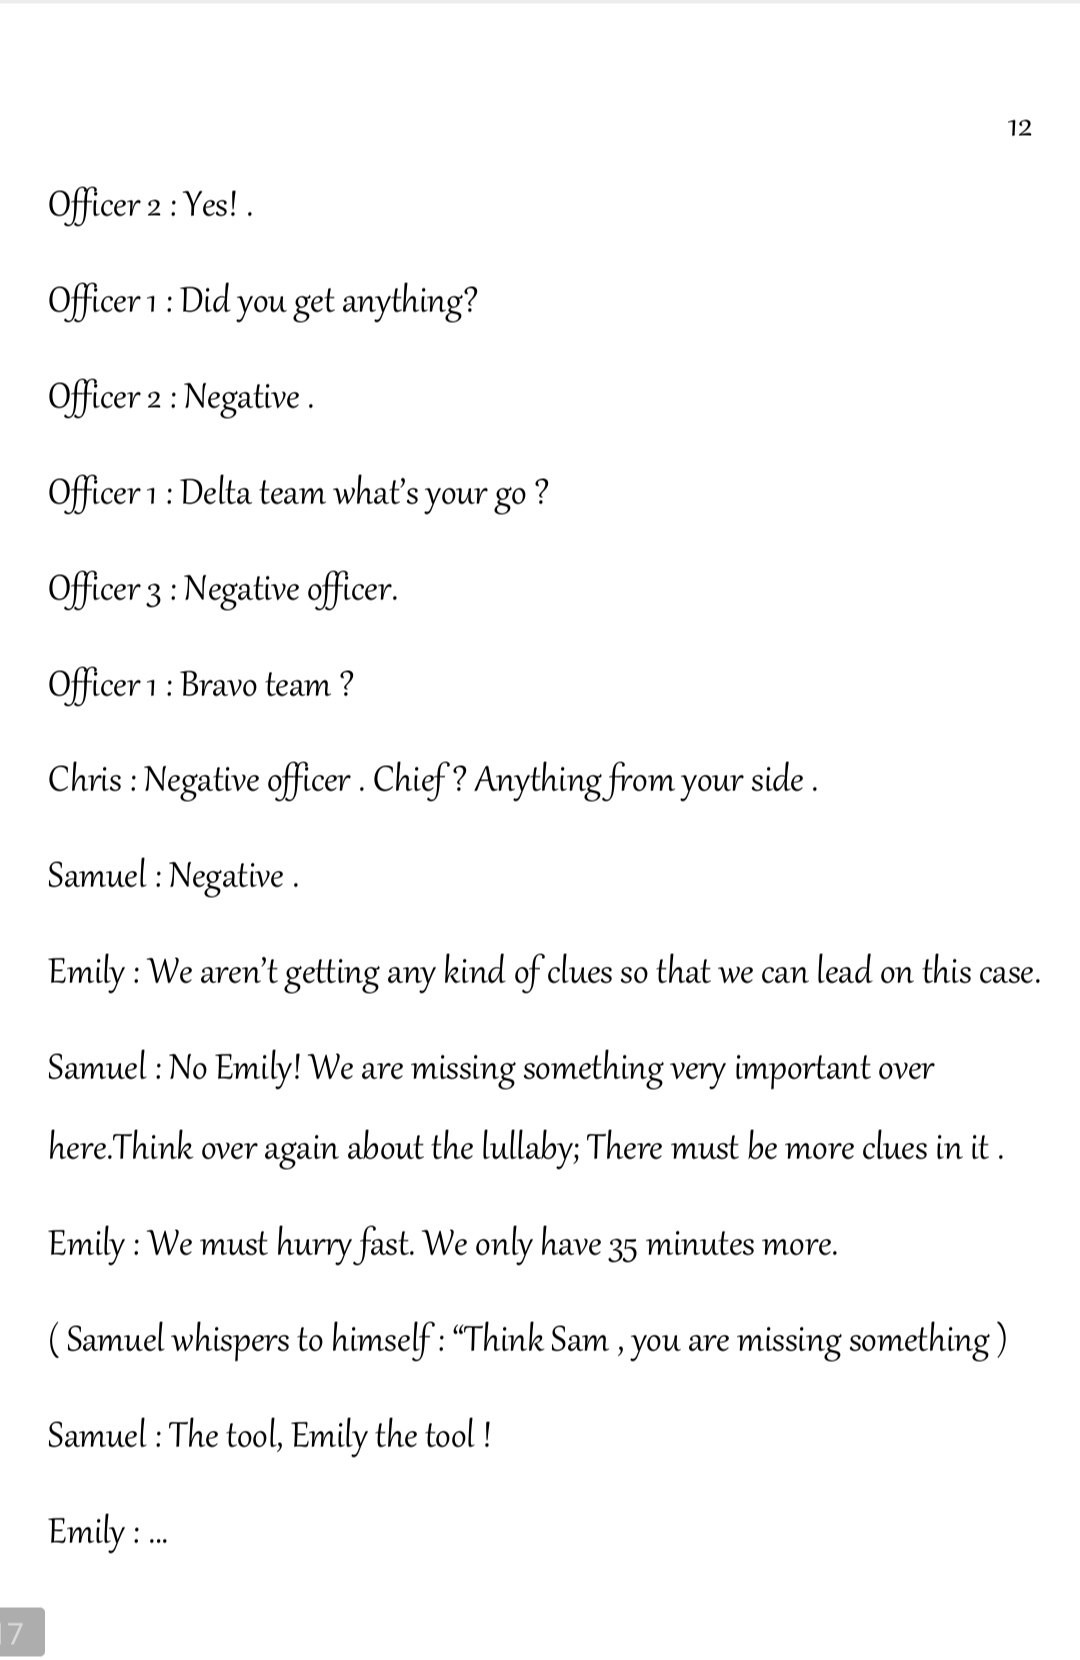 12
Officer 2 : Yes! .
Officer 1 : Did you get anything?
Officer 2 : Negative .
Officer 1 : Delta team what’s your go ?
Officer 3 : Negative officer.
Officer 1 : Bravo team ?
Chris : Negative officer . Chief? Anything from your side .
Samuel : Negative .
Emily : We aren’t getting any kind of clues so that we can lead on this case.
Samuel : No Emily! We are missing something very important over
here.Think over again about the lullaby; There must be more clues in it .
Emily : We must hurry fast. We only have 35 minutes more.
( Samuel whispers to himself : “Think Sam , you are missing something )
Samuel : The tool, Emily the tool !
Emily : ...